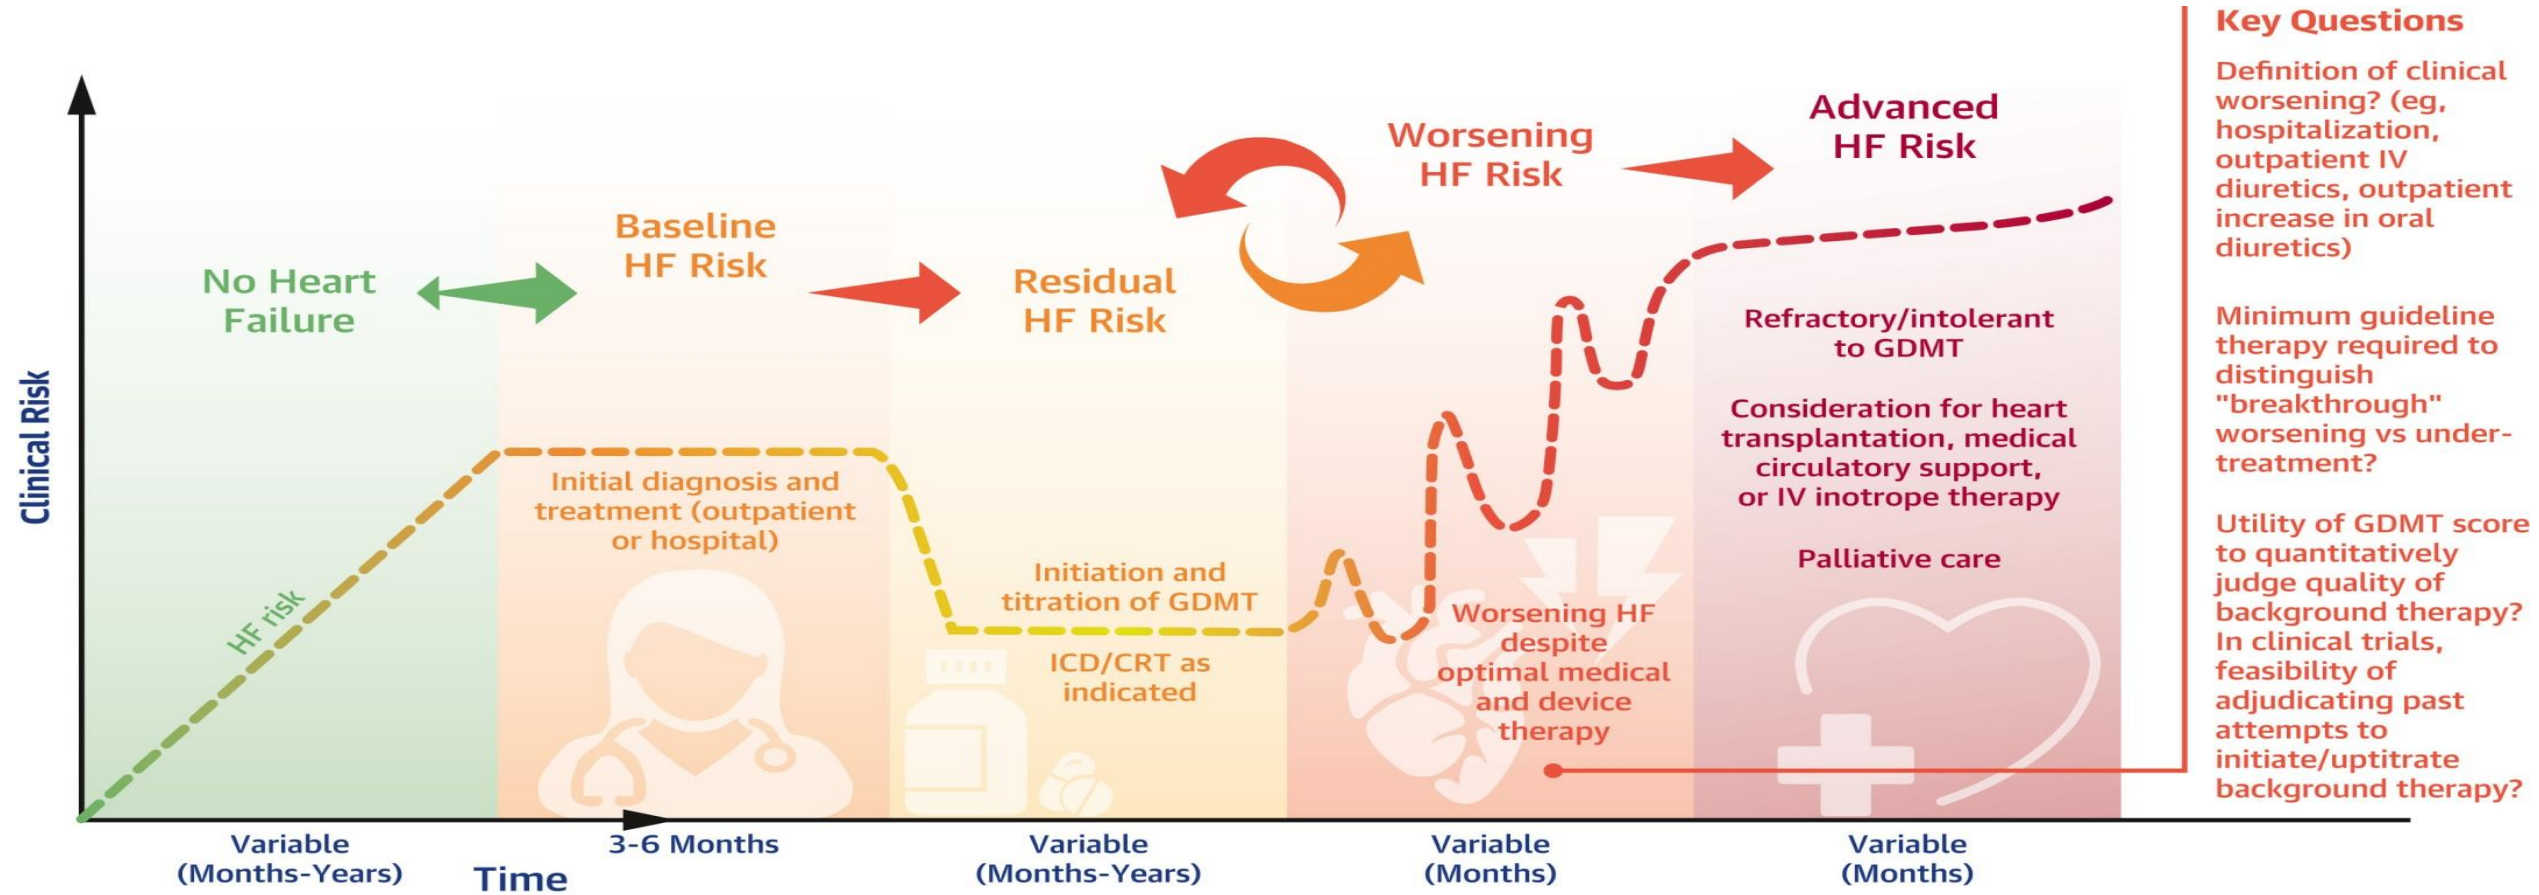 Clinical Risk
No Heart
Failure
HF risk
Baseline
HF Risk
Initial diagnosis and
treatment (outpatient
or hospital)
Residual
HF Risk
Initiation and
titration of GDMT
ICD/CRT as
indicated
Worsening
HF Risk
Worsening HF
despite
optimal medical
and device
therapy
Advanced
HF Risk
Refractory/intolerant
to GDMT
Consideration for heart
transplantation, medical
circulatory support,
or IV inotrope therapy
Palliative care
Variable
(Months-Years)
Time
3-6 Months
Variable
(Months-Years)
Variable
(Months)
Variable
(Months)
Key Questions
Definition of clinical
worsening? (eg,
hospitalization,
outpatient IV
diuretics, outpatient
increase in oral
diuretics)
Minimum guideline
therapy required to
distinguish
"breakthrough"
worsening vs under-
treatment?
Utility of GDMT score
to quantitatively
judge quality of
background therapy?
In clinical trials,
feasibility of
adjudicating past
attempts to
initiate/uptitrate
background therapy?